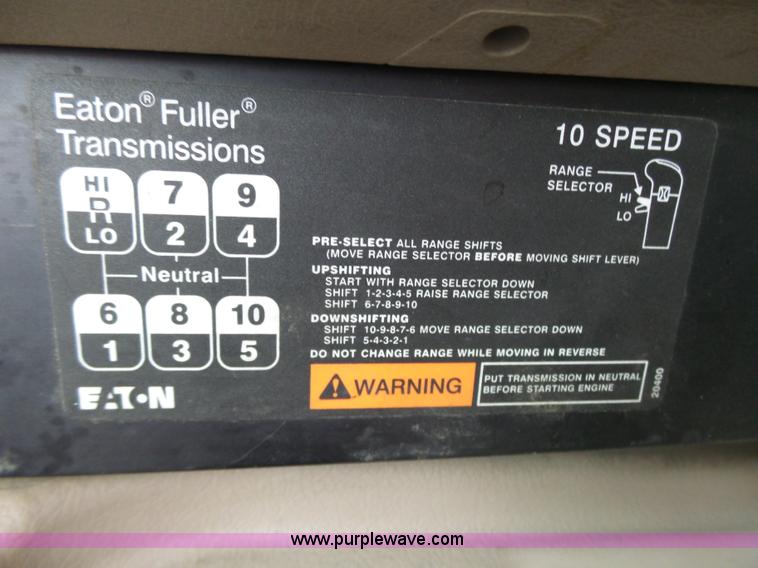 Eaton® Fuller®
Transmissions
10 SPEED
RANGE
SELECTOR
HI
LO
HI 7 9
R
LO 2 4
Neutral
6 8 10
1 3 5
PRE-SELECT ALL RANGE SHIFTS
(MOVE RANGE SELECTOR BEFORE MOVING SHIFT LEVER)
UPSHIFTING
START WITH RANGE SELECTOR DOWN
SHIFT 1-2-3-4-5 RAISE RANGE SELECTOR
SHIFT 6-7-8-9-10
DOWNSHIFTING
SHIFT 10-9-8-7-6 MOVE RANGE SELECTOR DOWN
SHIFT 5-4-3-2-1
DO NOT CHANGE RANGE WHILE MOVING IN REVERSE
WARNING
PUT TRANSMISSION IN NEUTRAL
BEFORE STARTING ENGINE
20400
EATON
www.purplewave.com